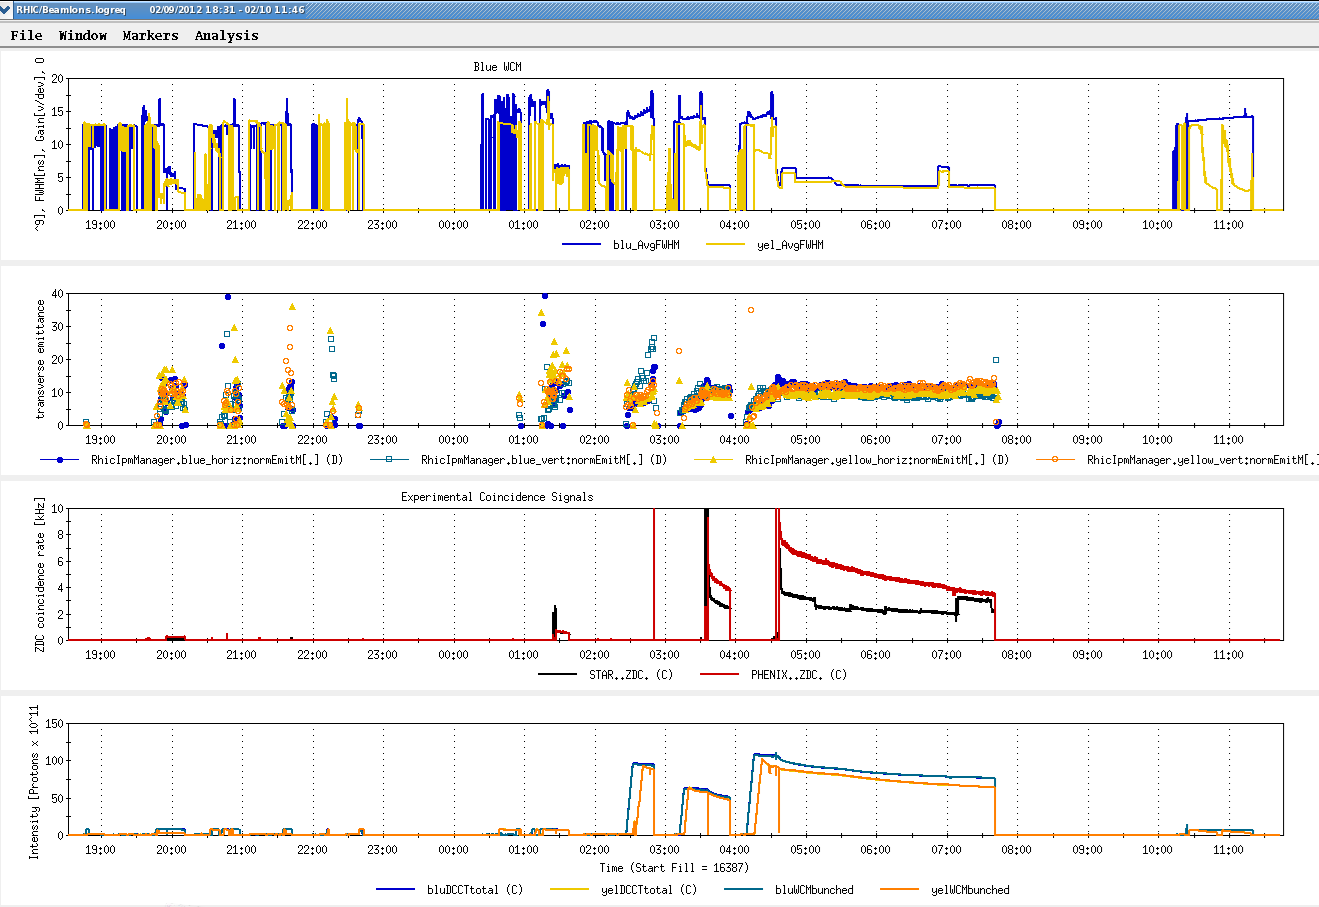 RHIC/BeamIons.logreq 02/09/2012 18:31 - 02/10 11:46
File Window Markers Analysis
Blue WCM
^9], FWHM[ns], Gain[v/dev], O
20
15
10
5
0
19:00 20:00 21:00 22:00 23:00 00:00 01:00 02:00 03:00 04:00 05:00 06:00 07:00 08:00 09:00 10:00 11:00
blu_AvgFWHM yel_AvgFWHM
transverse emittance
40
30
20
10
0
19:00 20:00 21:00 22:00 23:00 00:00 01:00 02:00 03:00 04:00 05:00 06:00 07:00 08:00 09:00 10:00 11:00
RhicIpmManager.blue_horiz:normEmitM[.] (D) RhicIpmManager.blue_vert:normEmitM[.] (D) RhicIpmManager.yellow_horiz:normEmitM[.] (D) RhicIpmManager.yellow_vert:normEmitM[.]
Experimental Coincidence Signals
ZDC coincidence rate [kHz]
10
8
6
4
2
0
19:00 20:00 21:00 22:00 23:00 00:00 01:00 02:00 03:00 04:00 05:00 06:00 07:00 08:00 09:00 10:00 11:00
STAR..ZDC. (C) PHENIX..ZDC. (C)
Intensity [Protons x 10^11
150
100
50
0
19:00 20:00 21:00 22:00 23:00 00:00 01:00 02:00 03:00 04:00 05:00 06:00 07:00 08:00 09:00 10:00 11:00
Time (Start Fill = 16387)
bluDCCTtotal (C) yelDCCTtotal (C) bluWCMbunched yelWCMbunched